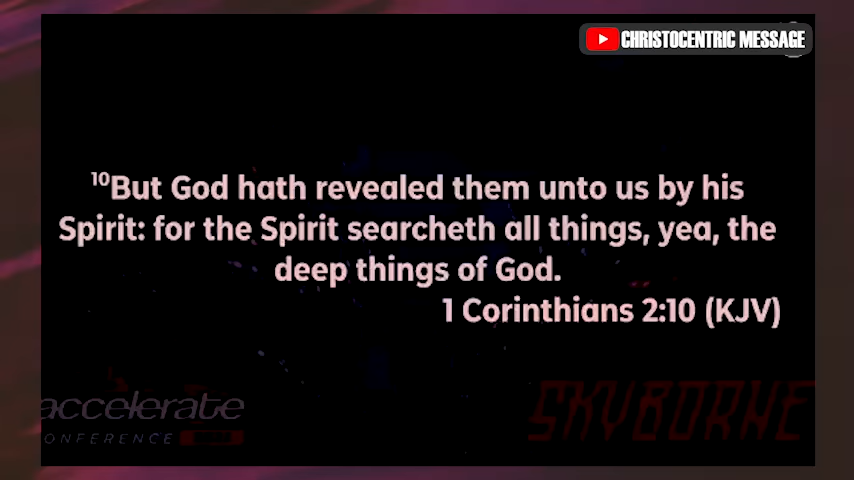 CHRISTOCENTRIC MESSAGE
10But God hath revealed them unto us by his
Spirit: for the Spirit searcheth all things, yea, the
deep things of God.
1 Corinthians 2:10 (KJV)
accelerate
SKYBORNE
ONFERENCE